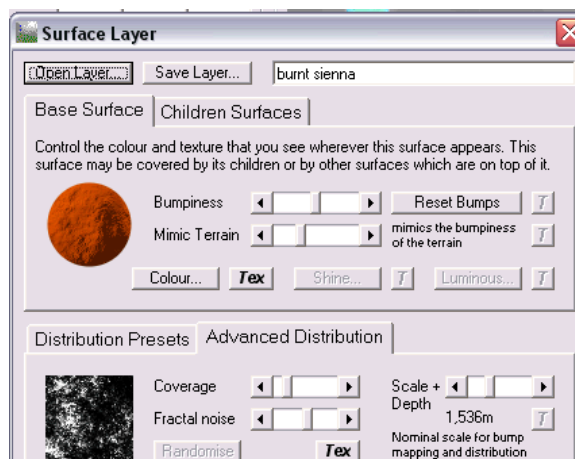 Surface Layer
Open Layer... Save Layer... burnt sienna
Base Surface Children Surfaces
Control the colour and texture that you see wherever this surface appears. This
surface may be covered by its children or by other surfaces which are on top of it.
Bumpiness Reset Bumps T
Mimic Terrain mimics the bumpiness
of the terrain T
Colour... Tex Shine... T Luminous... T
Distribution Presets Advanced Distribution
Coverage Scale +
Depth
Fractal noise 1,536m T
Randomise Tex Nominal scale for bump
mapping and distribution